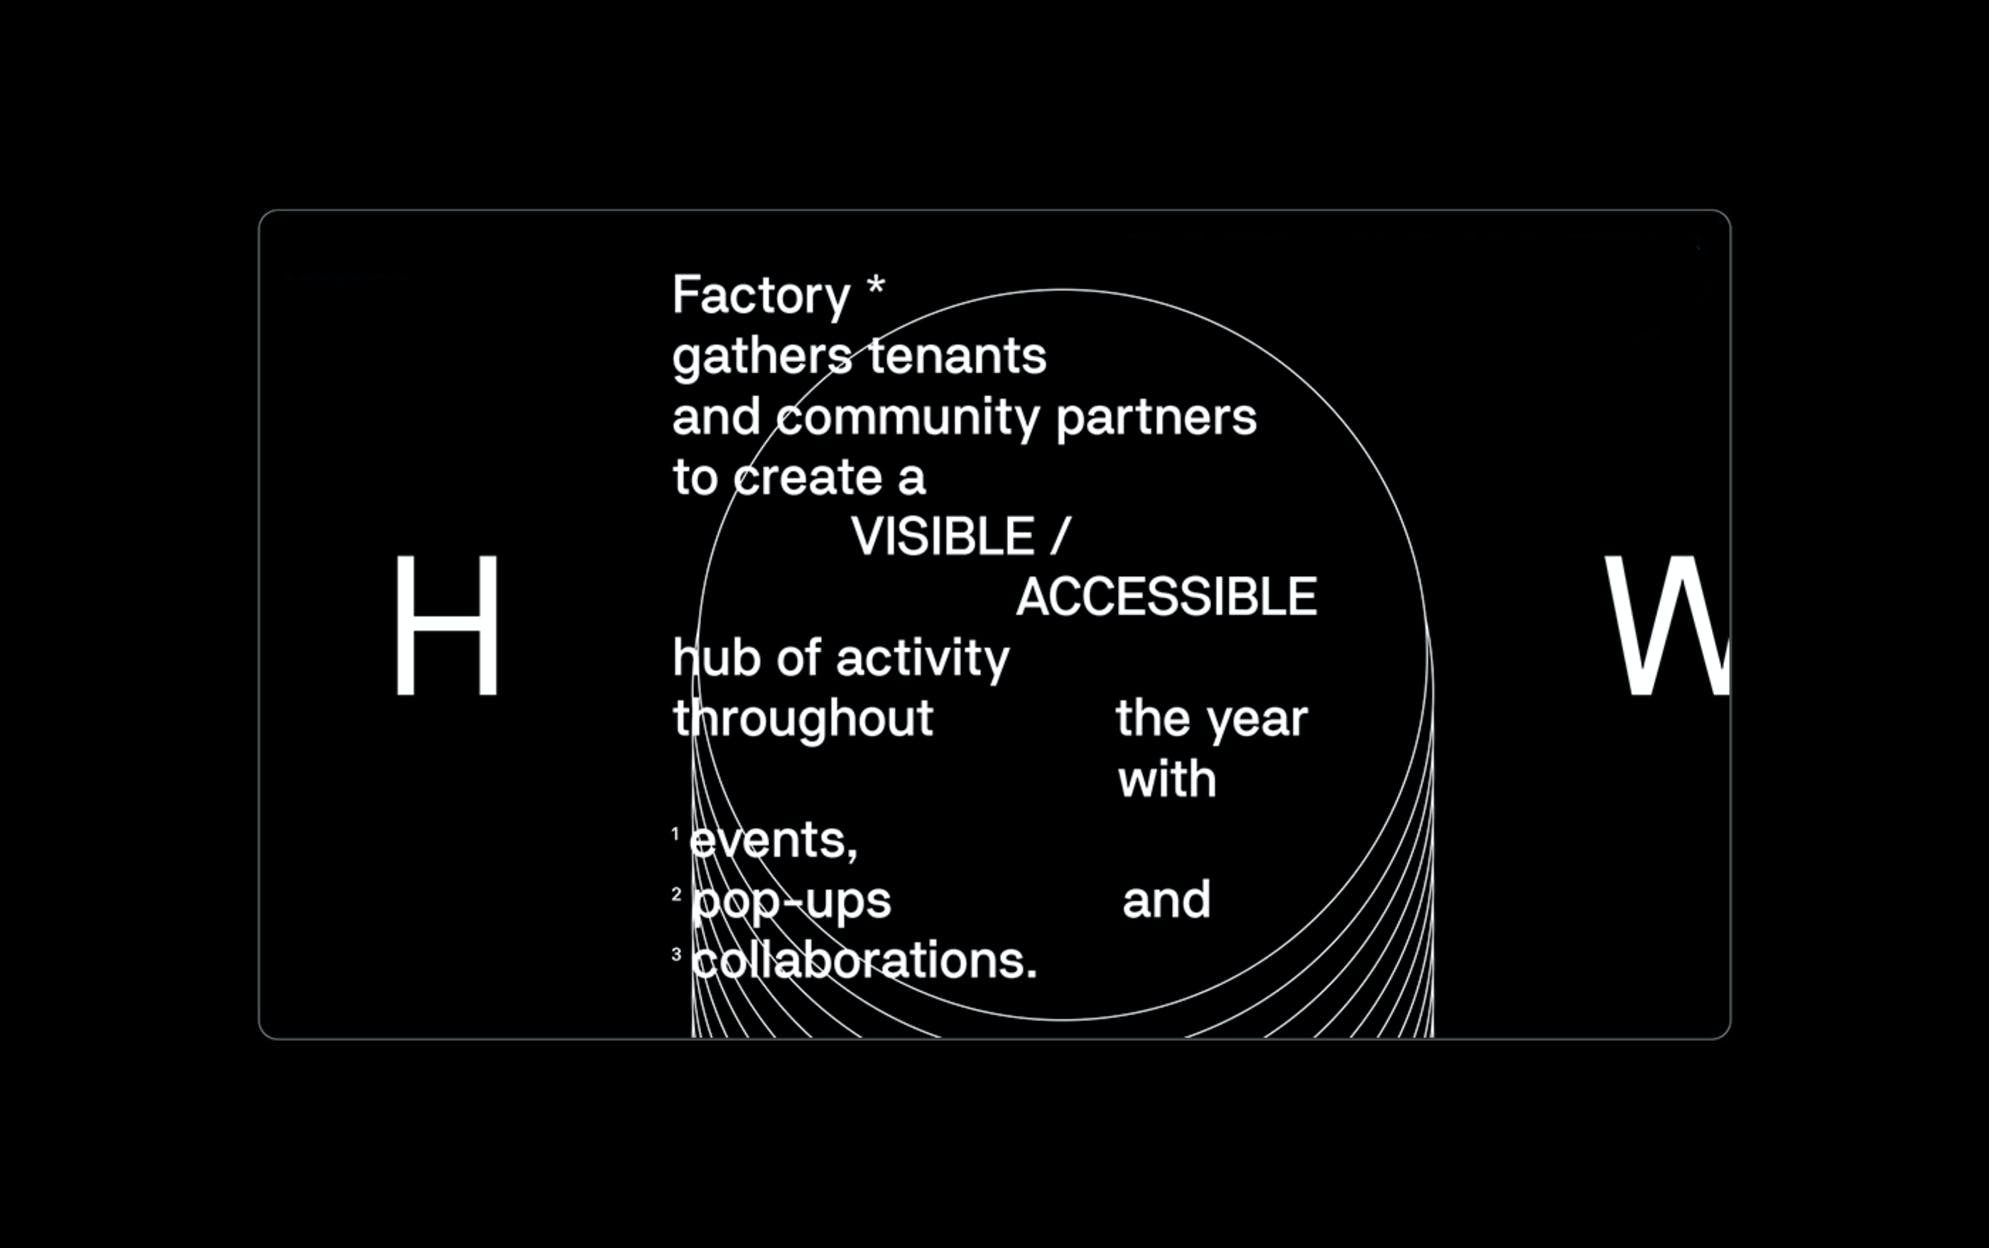 Factory *
gathers tenants
and community partners
to create a
VISIBLE /
ACCESSIBLE
H
W
hub of activity
throughout the year
with
¹ events,
² pop-ups and
³ collaborations.